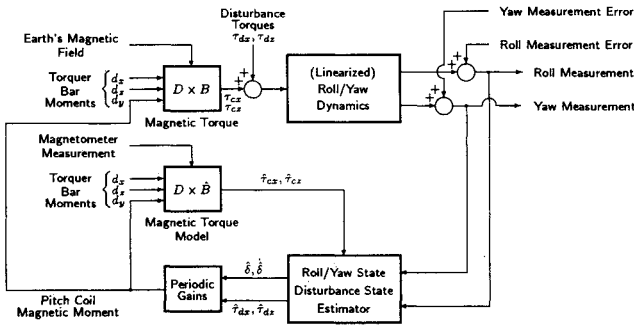 Disturbance
Torques
τdx, τdz
Yaw Measurement Error
Earth's Magnetic
Field
Roll Measurement Error
Torquer
Bar
Moments
dx
dz
dy
D × B
τcx
τcz
+
+
(Linearized)
Roll/Yaw
Dynamics
+
+
Roll Measurement
+
+
Yaw Measurement
Magnetic Torque
Magnetometer
Measurement
Torquer
Bar
Moments
dx
dz
dy
D × B̂
τ̂cx, τ̂cz
Magnetic Torque
Model
Periodic
Gains
δ̂, δ̂̇
τ̂dx, τ̂dz
Roll/Yaw State
Disturbance State
Estimator
Pitch Coil
Magnetic Moment